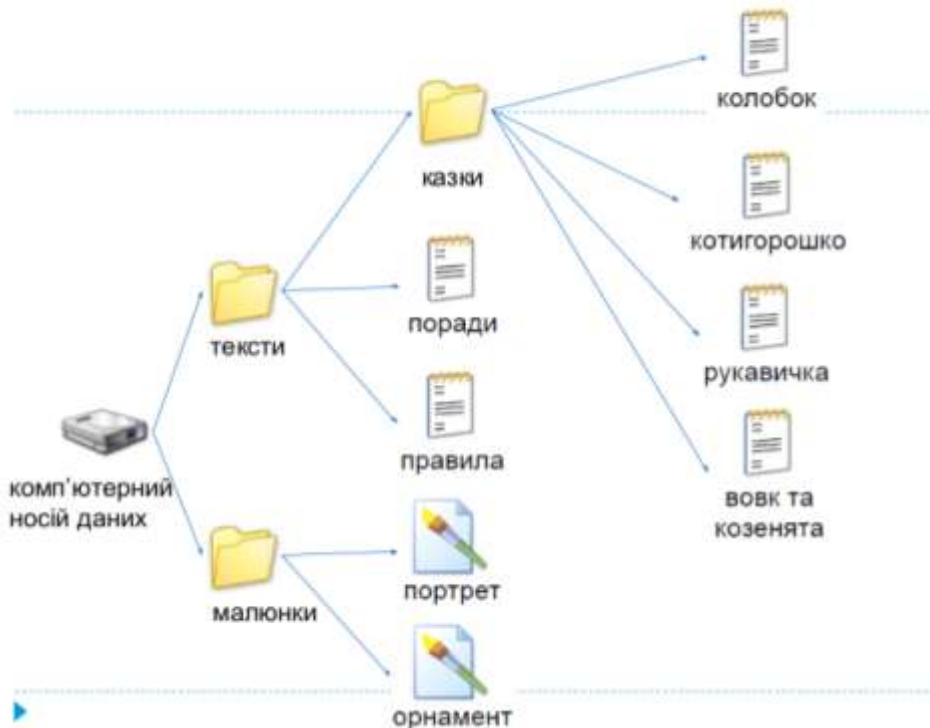 колобок
казки
котигорошко
поради
тексти
рукавичка
правила
комп’ютерний
носій даних
вовк та
козенята
портрет
малюнки
орнамент